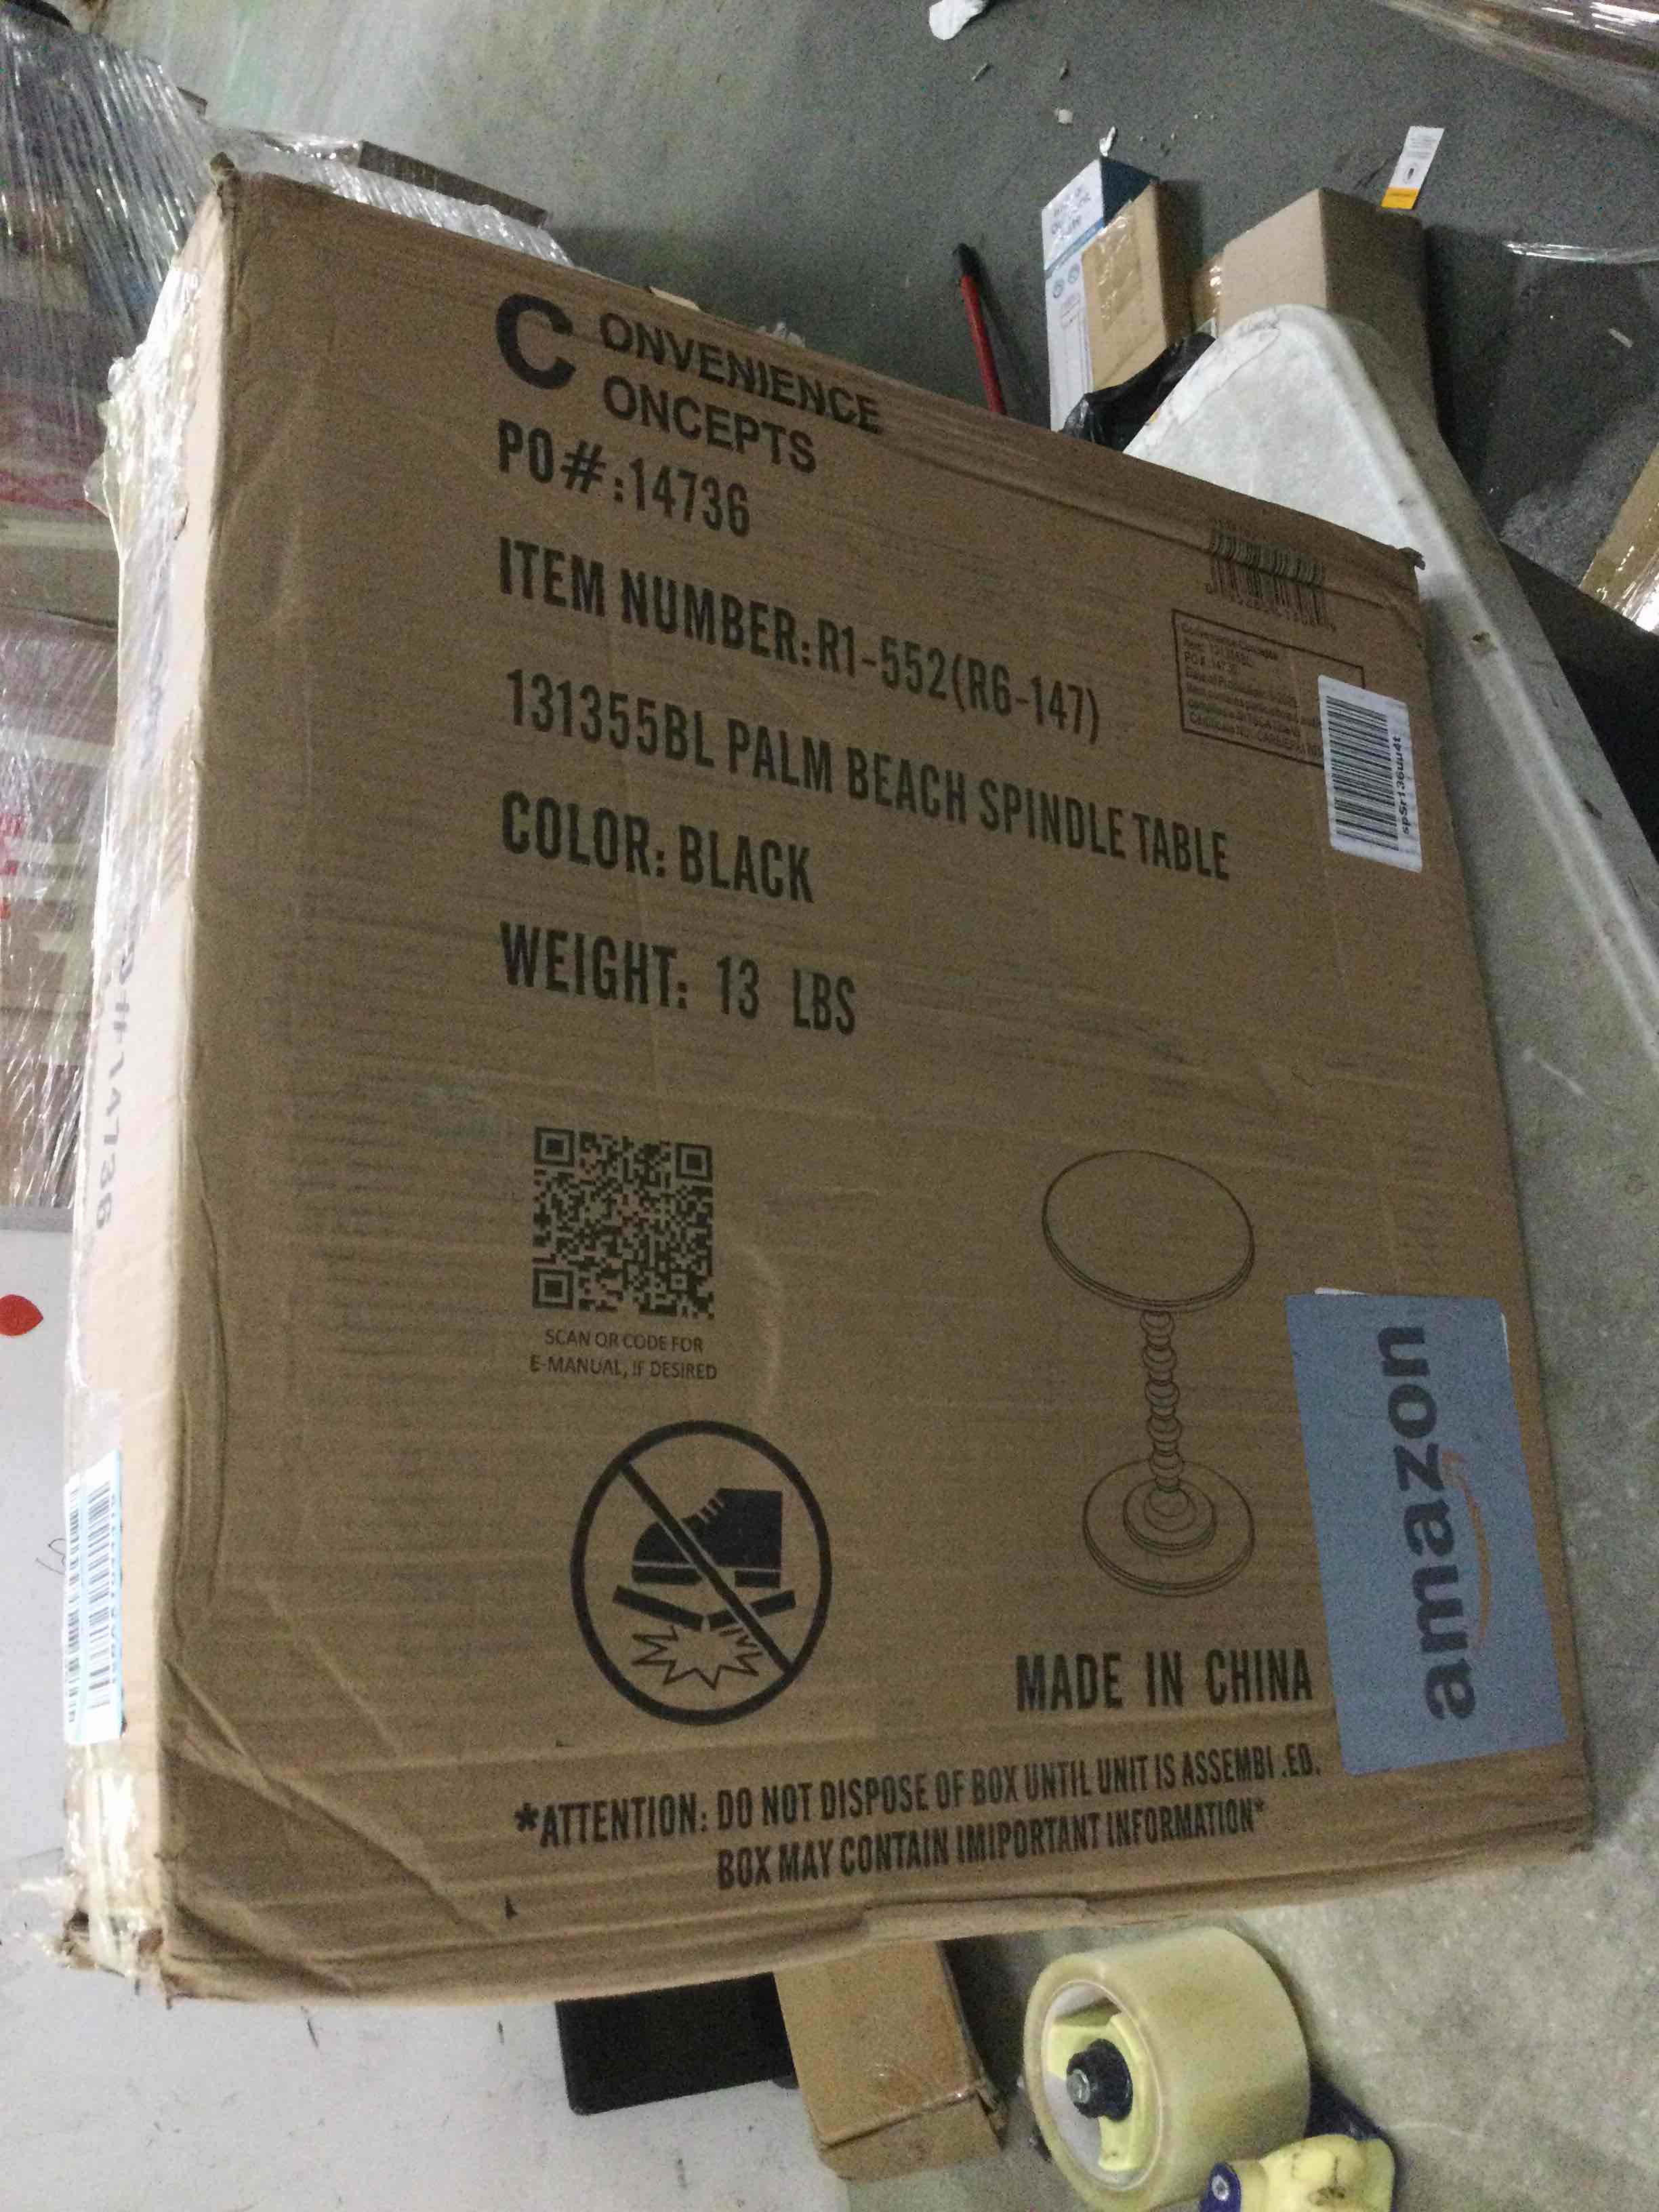 CONVENIENCE
CONCEPTS
PO#:14736
ITEM NUMBER:R1-552(R6-147)
131355BL PALM BEACH SPINDLE TABLE
COLOR: BLACK
WEIGHT: 13 LBS
spSr136uu4t
SCAN QR CODE FOR
E-MANUAL, IF DESIRED
amazon
MADE IN CHINA
*ATTENTION: DO NOT DISPOSE OF BOX UNTIL UNIT IS ASSEMBLED.
BOX MAY CONTAIN IMIPORTANT INFORMATION*